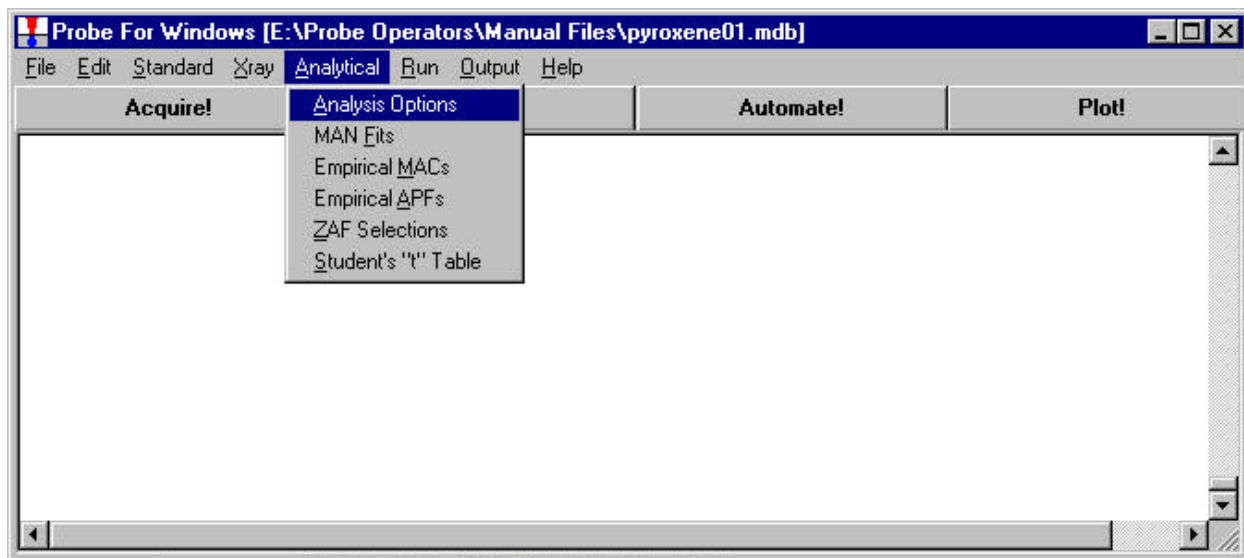 Probe For Windows [E:\Probe Operators\Manual Files\pyroxene01.mdb]
File Edit Standard Xray Analytical Run Output Help
Acquire! Automate! Plot!
Analysis Options
MAN Fits
Empirical MACs
Empirical APFs
ZAF Selections
Student's "t" Table